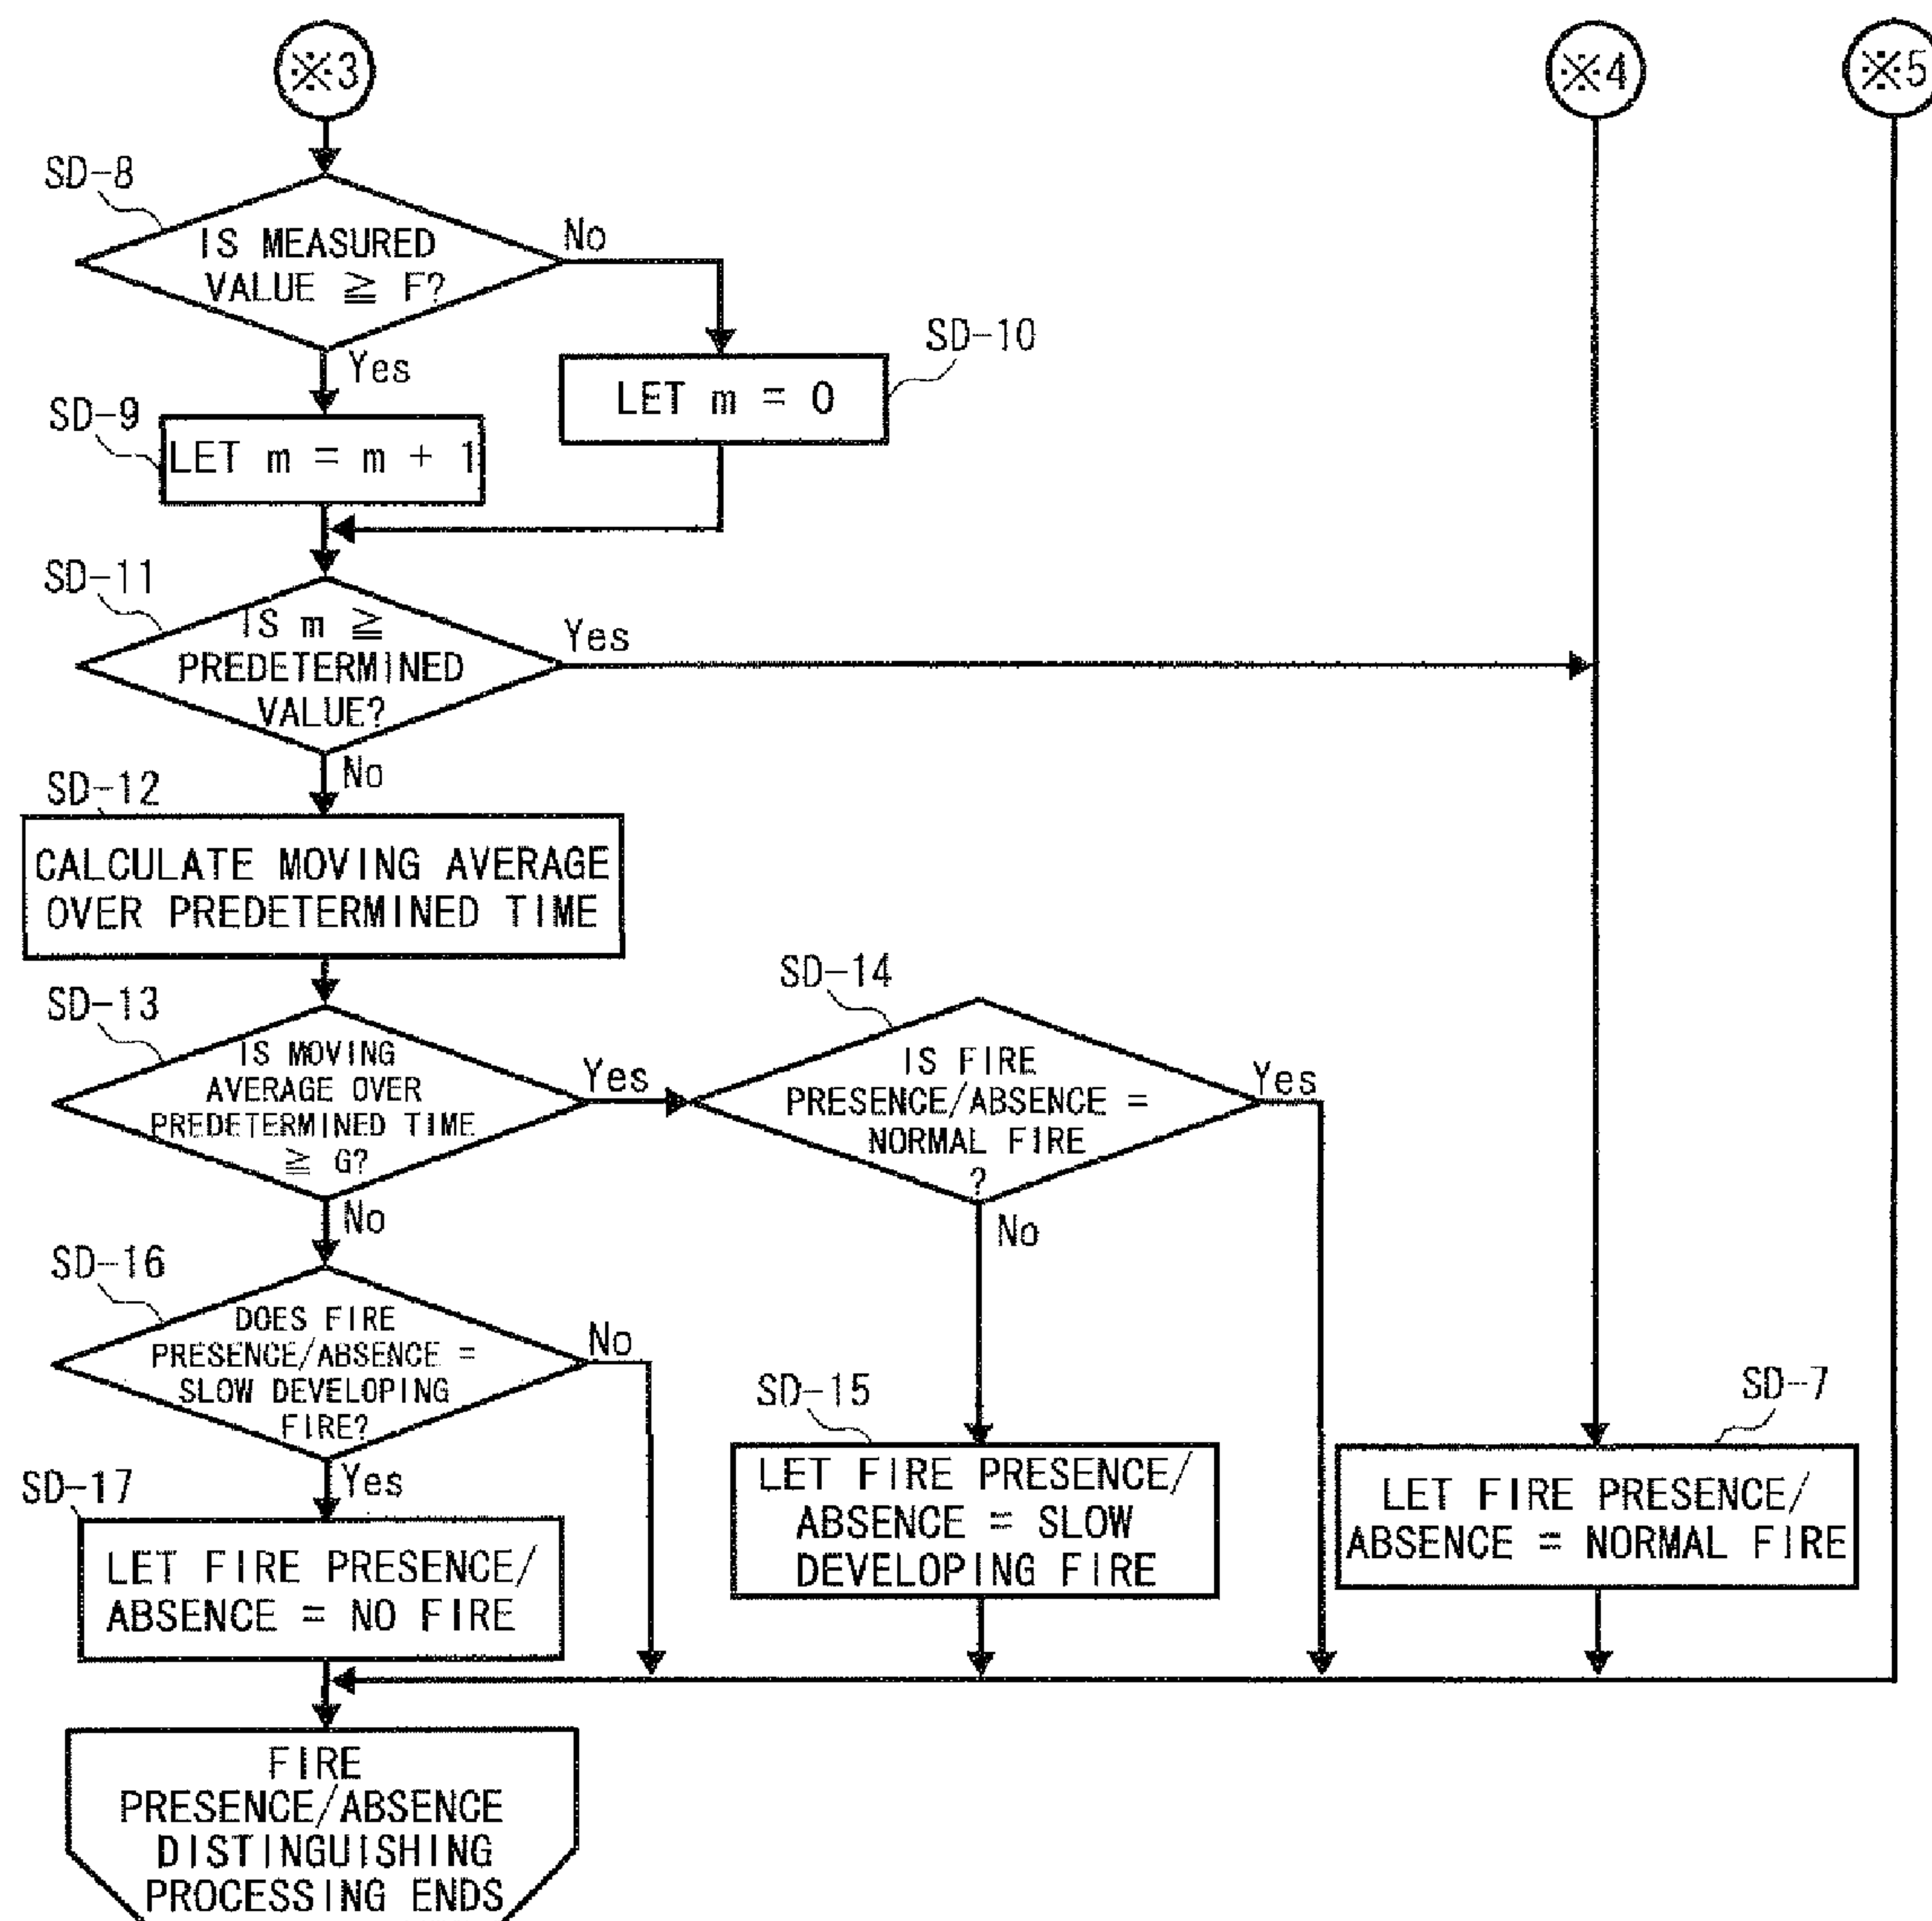 ※3
※4
※5
SD-8
IS MEASURED
VALUE ≧ F?
No
Yes
SD-10
LET m = 0
SD-9
LET m = m + 1
SD-11
IS m ≧
PREDETERMINED
VALUE?
Yes
No
SD-12
CALCULATE MOVING AVERAGE
OVER PREDETERMINED TIME
SD-13
IS MOVING
AVERAGE OVER
PREDETERMINED TIME
≧ G?
Yes
No
SD-14
IS FIRE
PRESENCE/ABSENCE =
NORMAL FIRE
?
Yes
No
SD-16
DOES FIRE
PRESENCE/ABSENCE =
SLOW DEVELOPING
FIRE?
No
Yes
SD-15
LET FIRE PRESENCE/
ABSENCE = SLOW
DEVELOPING FIRE
SD-7
LET FIRE PRESENCE/
ABSENCE = NORMAL FIRE
SD-17
LET FIRE PRESENCE/
ABSENCE = NO FIRE
FIRE
PRESENCE/ABSENCE
DISTINGUISHING
PROCESSING ENDS